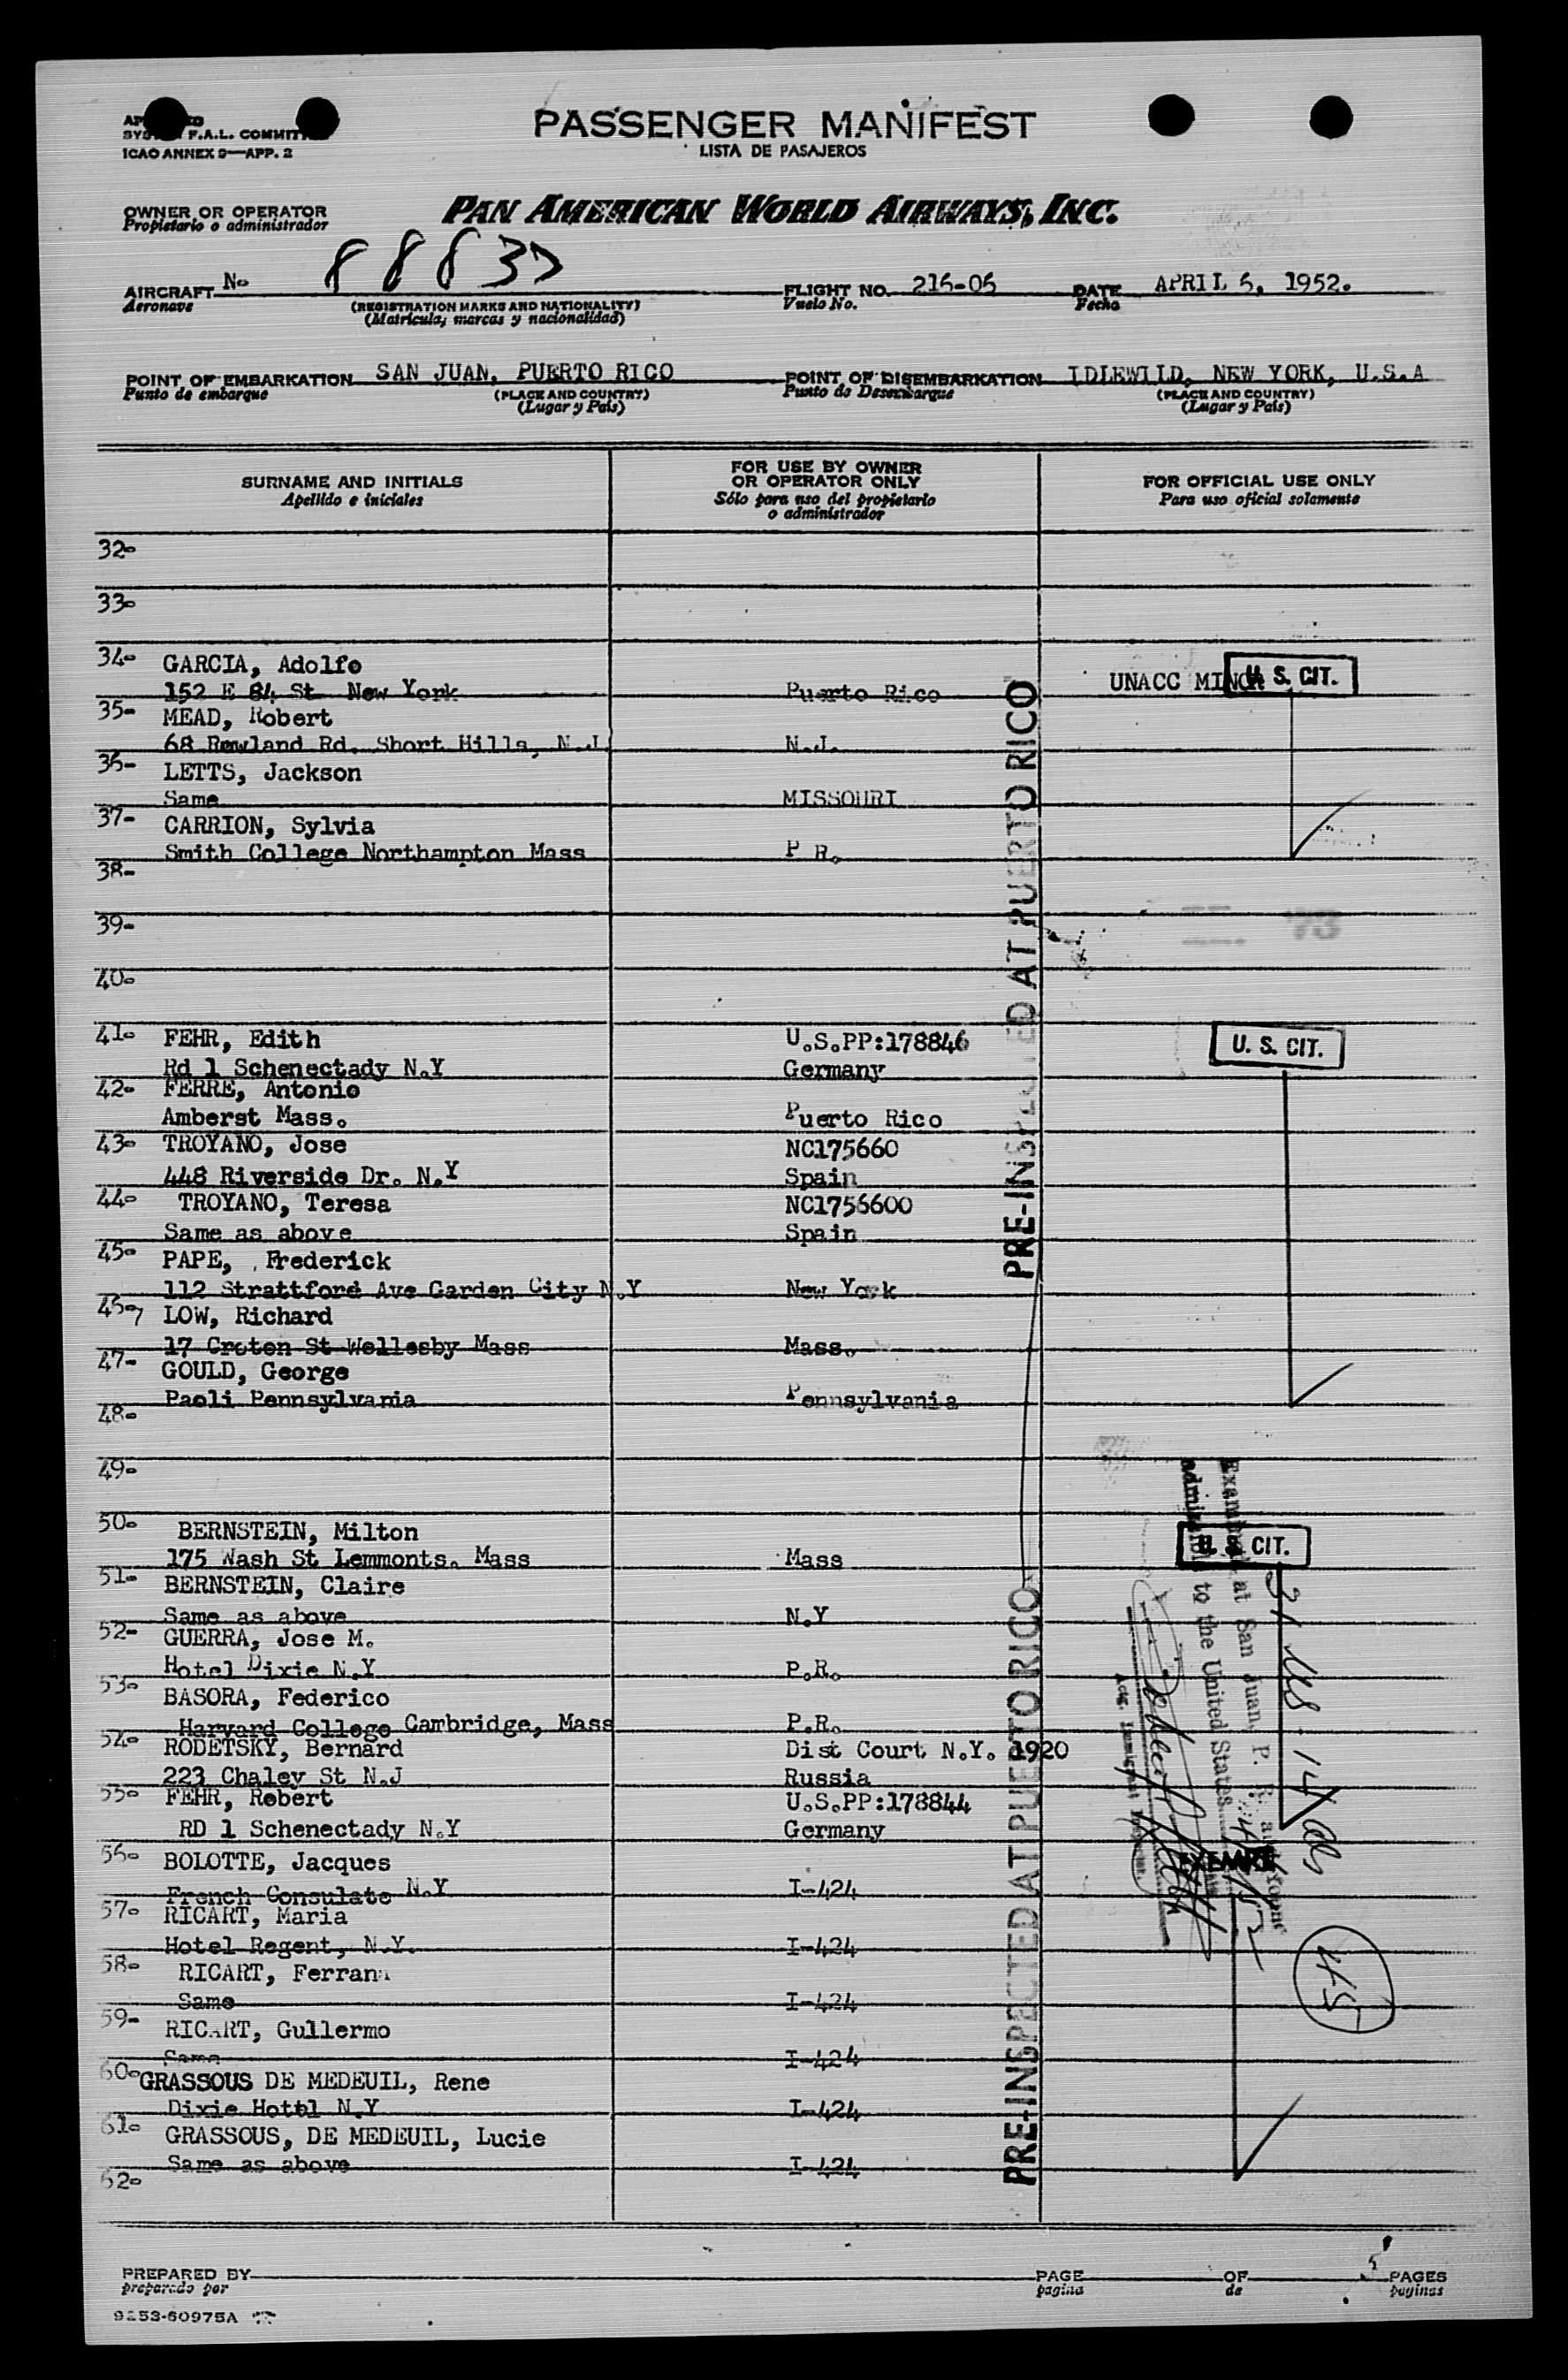 PASSENGER MANIFEST
LISTA DE PASAJEROS
F.A.L. COMMITT
ICAO ANNEX 9—APP. 2
OWNER OR OPERATOR PAN AMERICAN WORLD AIRWAYS, INC.
Propietario o administrador
AIRCRAFT No 88837 FLIGHT NO. 216-05 DATE APRIL 5, 1952.
Aeronave (REGISTRATION MARKS AND NATIONALITY) Vuelo No. Fecha
(Matricula; marcas y nacionalidad)
POINT OF EMBARKATION SAN JUAN, PUERTO RICO POINT OF DISEMBARKATION IDLEWILD, NEW YORK, U.S.A
Punto de embarque (PLACE AND COUNTRY) Punto de Desembarque (PLACE AND COUNTRY)
(Lugar y País) (Lugar y País)
SURNAME AND INITIALS FOR USE BY OWNER OR OPERATOR ONLY FOR OFFICIAL USE ONLY
Apellido e iniciales Sólo para uso del propietario o administrador Para uso oficial solamente
32-
33-
34- GARCIA, Adolfo
152 E 84 St New York Puerto Rico UNACC MINOR U. S. CIT.
35- MEAD, Robert
68 Rowland Rd. Short Hills, N.J. N.J.
36- LETTS, Jackson
Same MISSOURI
37- CARRION, Sylvia
Smith College Northampton Mass P R.
38-
39-
40-
41- FEHR, Edith U.S.PP:178846 U. S. CIT.
Rd 1 Schenectady N.Y Germany
42- FERRE, Antonio
Amberst Mass. Puerto Rico
43- TROYANO, Jose NC175660
448 Riverside Dr. N.Y Spain
44- TROYANO, Teresa NC1756600
Same as above Spain
45- PAPE, Frederick
112 Strattford Ave Garden City N.Y New York
46- LOW, Richard
17 Croton St Wellesby Mass Mass.
47- GOULD, George
Paoli Pennsylvania Pennsylvania
48-
49-
50- BERNSTEIN, Milton U. S. CIT.
175 Wash St Lemmonts. Mass Mass
51- BERNSTEIN, Claire
Same as above N.Y
52- GUERRA, Jose M.
Hotel Dixie N.Y P.R.
53- BASORA, Federico
Harvard College Cambridge, Mass P.R.
54- RODETSKY, Bernard Dist Court N.Y. 1920
223 Chaley St N.J Russia
55- FEHR, Robert U.S.PP:178844
RD 1 Schenectady N.Y Germany
56- BOLOTTE, Jacques EXEMPT
French Consulate N.Y I-424
57- RICART, Maria
Hotel Regent, N.Y. I-424
58- RICART, Ferran
Same I-424
59- RICART, Gullermo
Same I-424
60- GRASSOUS DE MEDEUIL, Rene
Dixie Hotel N.Y I-424
61- GRASSOUS, DE MEDEUIL, Lucie
Same as above I-424
62-
PRE-INSPECTED AT PUERTO RICO
PRE-INSPECTED AT PUERTO RICO
Examined at San Juan, P. R. and found
admissible to the United States
31 US. 14
45
PREPARED BY PAGE OF 5 PAGES
preparado por pagina de paginas
9253-60975A